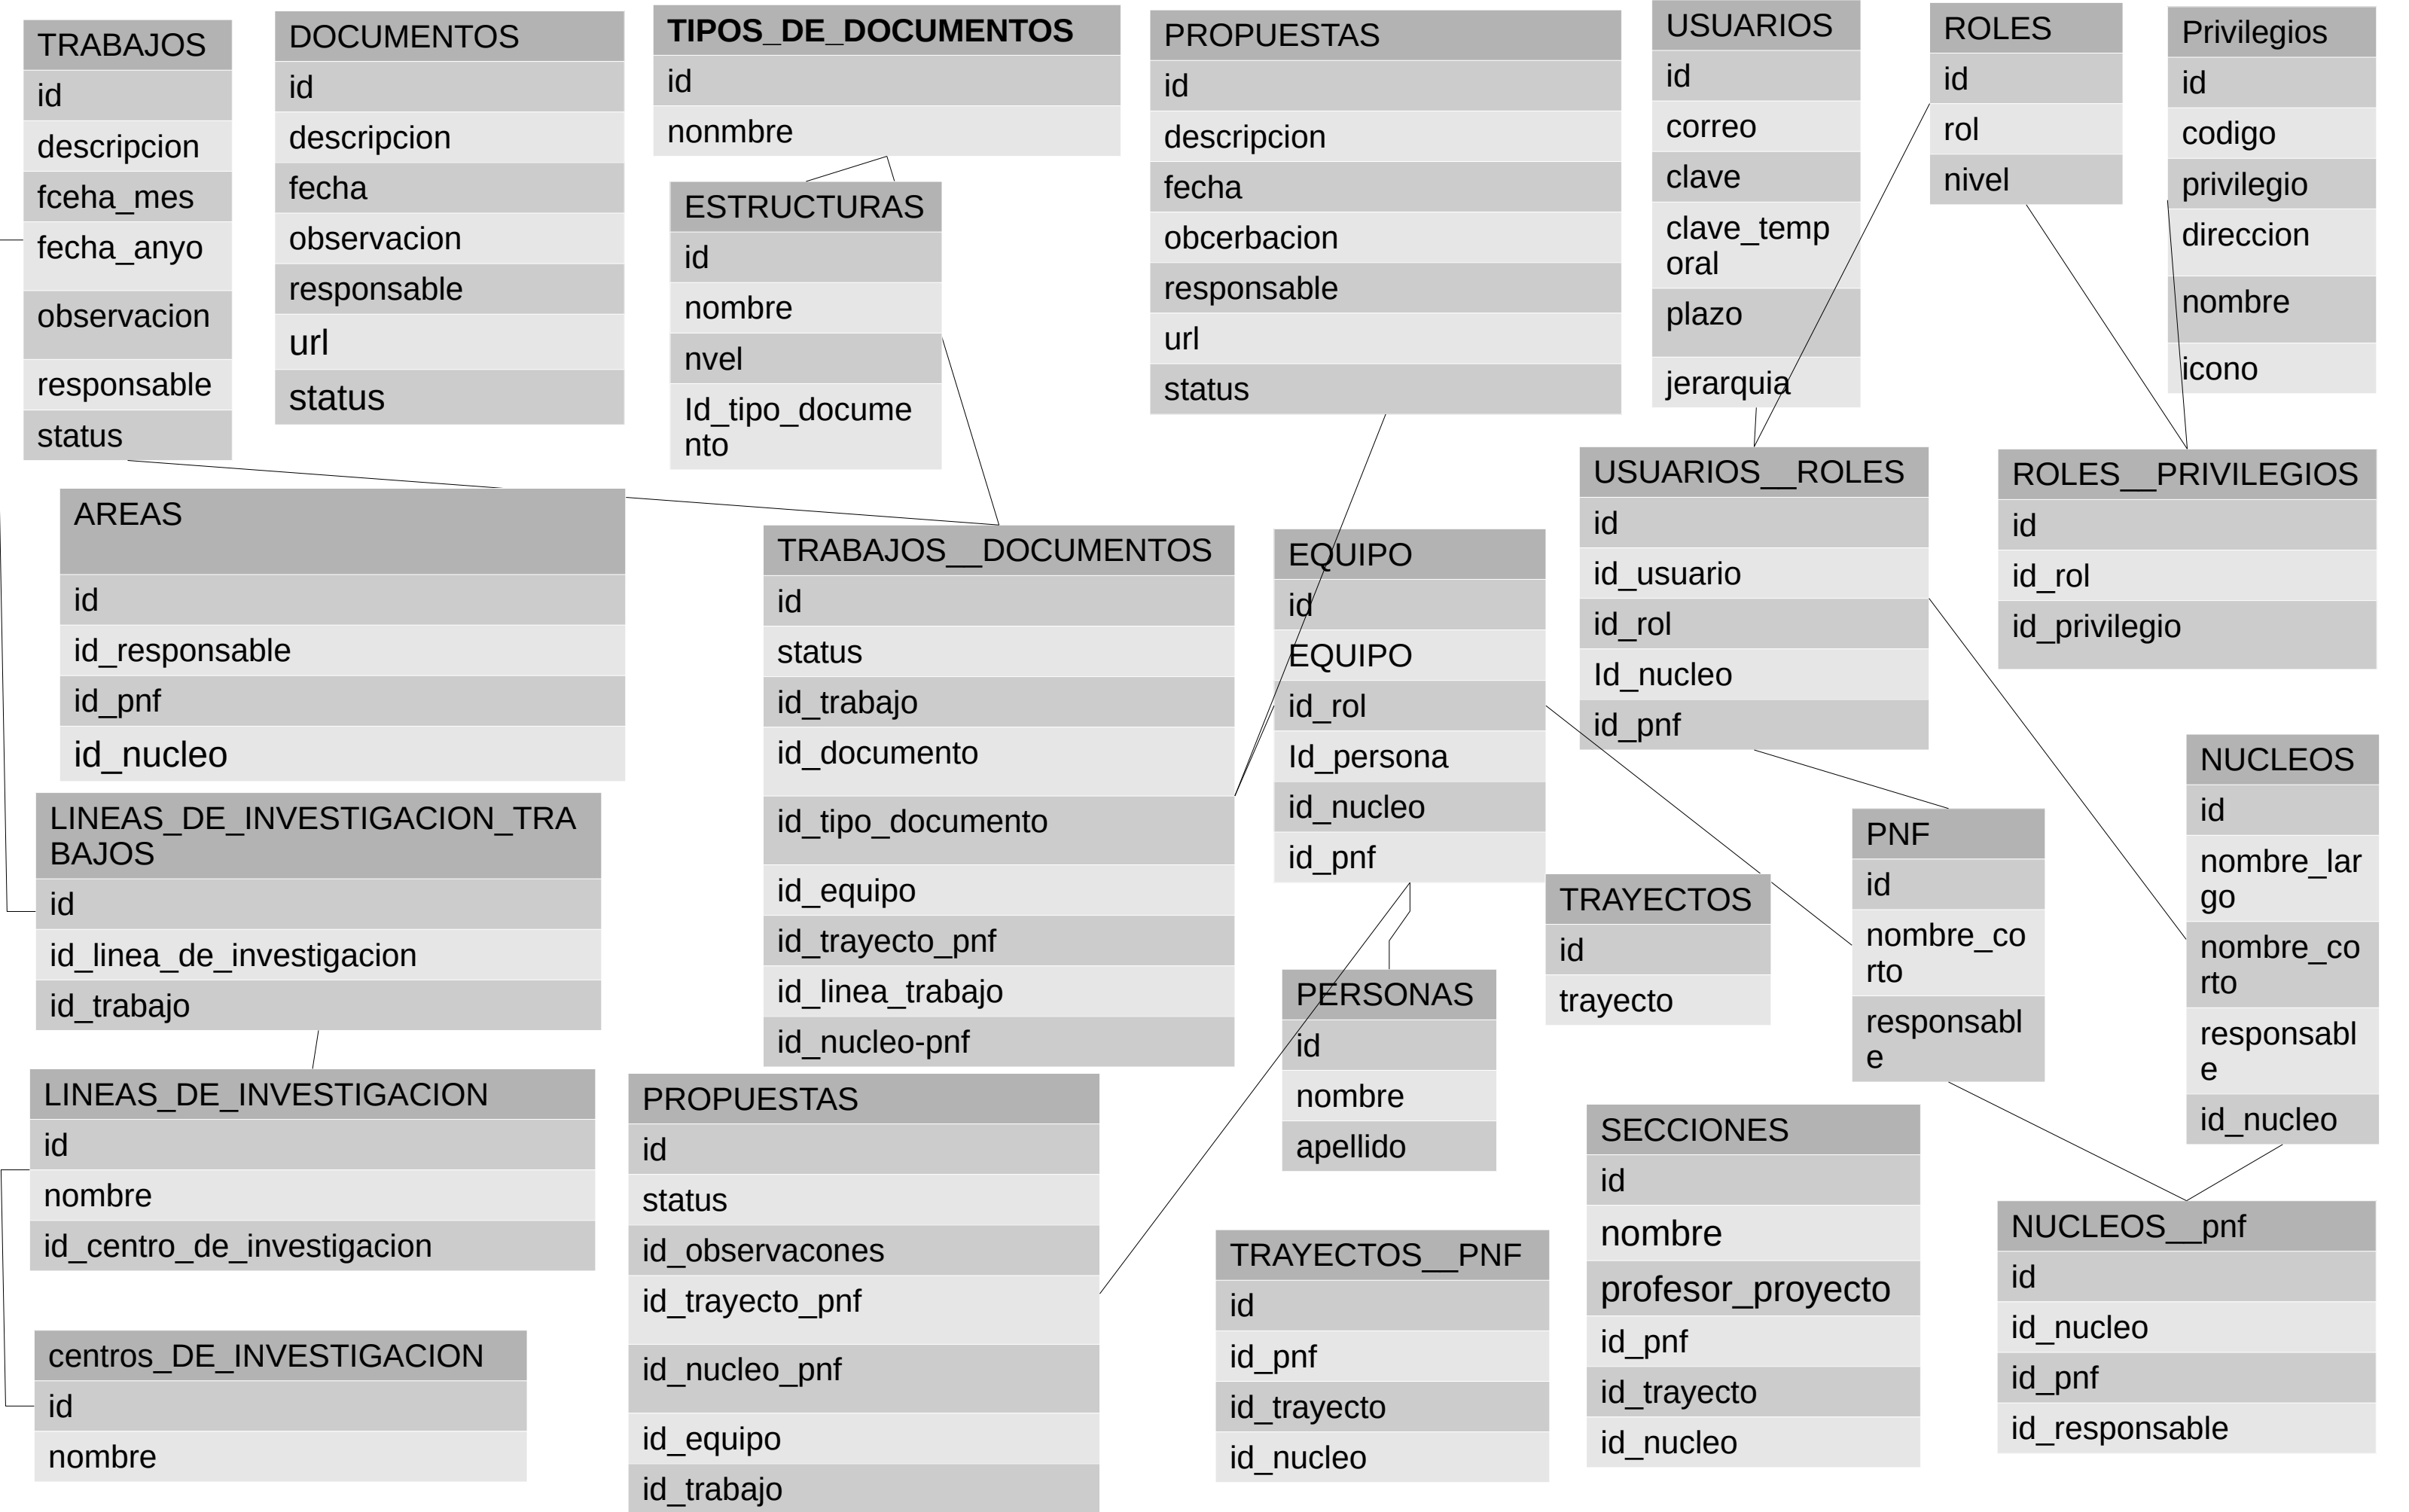 TRABAJOS
id
descripcion
fceha_mes
fecha_anyo
observacion
responsable
status
DOCUMENTOS
id
descripcion
fecha
observacion
responsable
url
status
TIPOS_DE_DOCUMENTOS
id
nonmbre
ESTRUCTURAS
id
nombre
nvel
Id_tipo_docume
nto
PROPUESTAS
id
descripcion
fecha
obcerbacion
responsable
url
status
USUARIOS
id
correo
clave
clave_temp
oral
plazo
jerarquia
ROLES
id
rol
nivel
Privilegios
id
codigo
privilegio
direccion
nombre
icono
AREAS
id
id_responsable
id_pnf
id_nucleo
TRABAJOS__DOCUMENTOS
id
status
id_trabajo
id_documento
id_tipo_documento
id_equipo
id_trayecto_pnf
id_linea_trabajo
id_nucleo-pnf
EQUIPO
id
EQUIPO
id_rol
Id_persona
id_nucleo
id_pnf
USUARIOS__ROLES
id
id_usuario
id_rol
Id_nucleo
id_pnf
ROLES__PRIVILEGIOS
id
id_rol
id_privilegio
LINEAS_DE_INVESTIGACION_TRA
BAJOS
id
id_linea_de_investigacion
id_trabajo
TRAYECTOS
id
trayecto
PNF
id
nombre_co
rto
responsabl
e
NUCLEOS
id
nombre_lar
go
nombre_co
rto
responsabl
e
id_nucleo
LINEAS_DE_INVESTIGACION
id
nombre
id_centro_de_investigacion
PROPUESTAS
id
status
id_observacones
id_trayecto_pnf
id_nucleo_pnf
id_equipo
id_trabajo
PERSONAS
id
nombre
apellido
SECCIONES
id
nombre
profesor_proyecto
id_pnf
id_trayecto
id_nucleo
NUCLEOS__pnf
id
id_nucleo
id_pnf
id_responsable
centros_DE_INVESTIGACION
id
nombre
TRAYECTOS__PNF
id
id_pnf
id_trayecto
id_nucleo